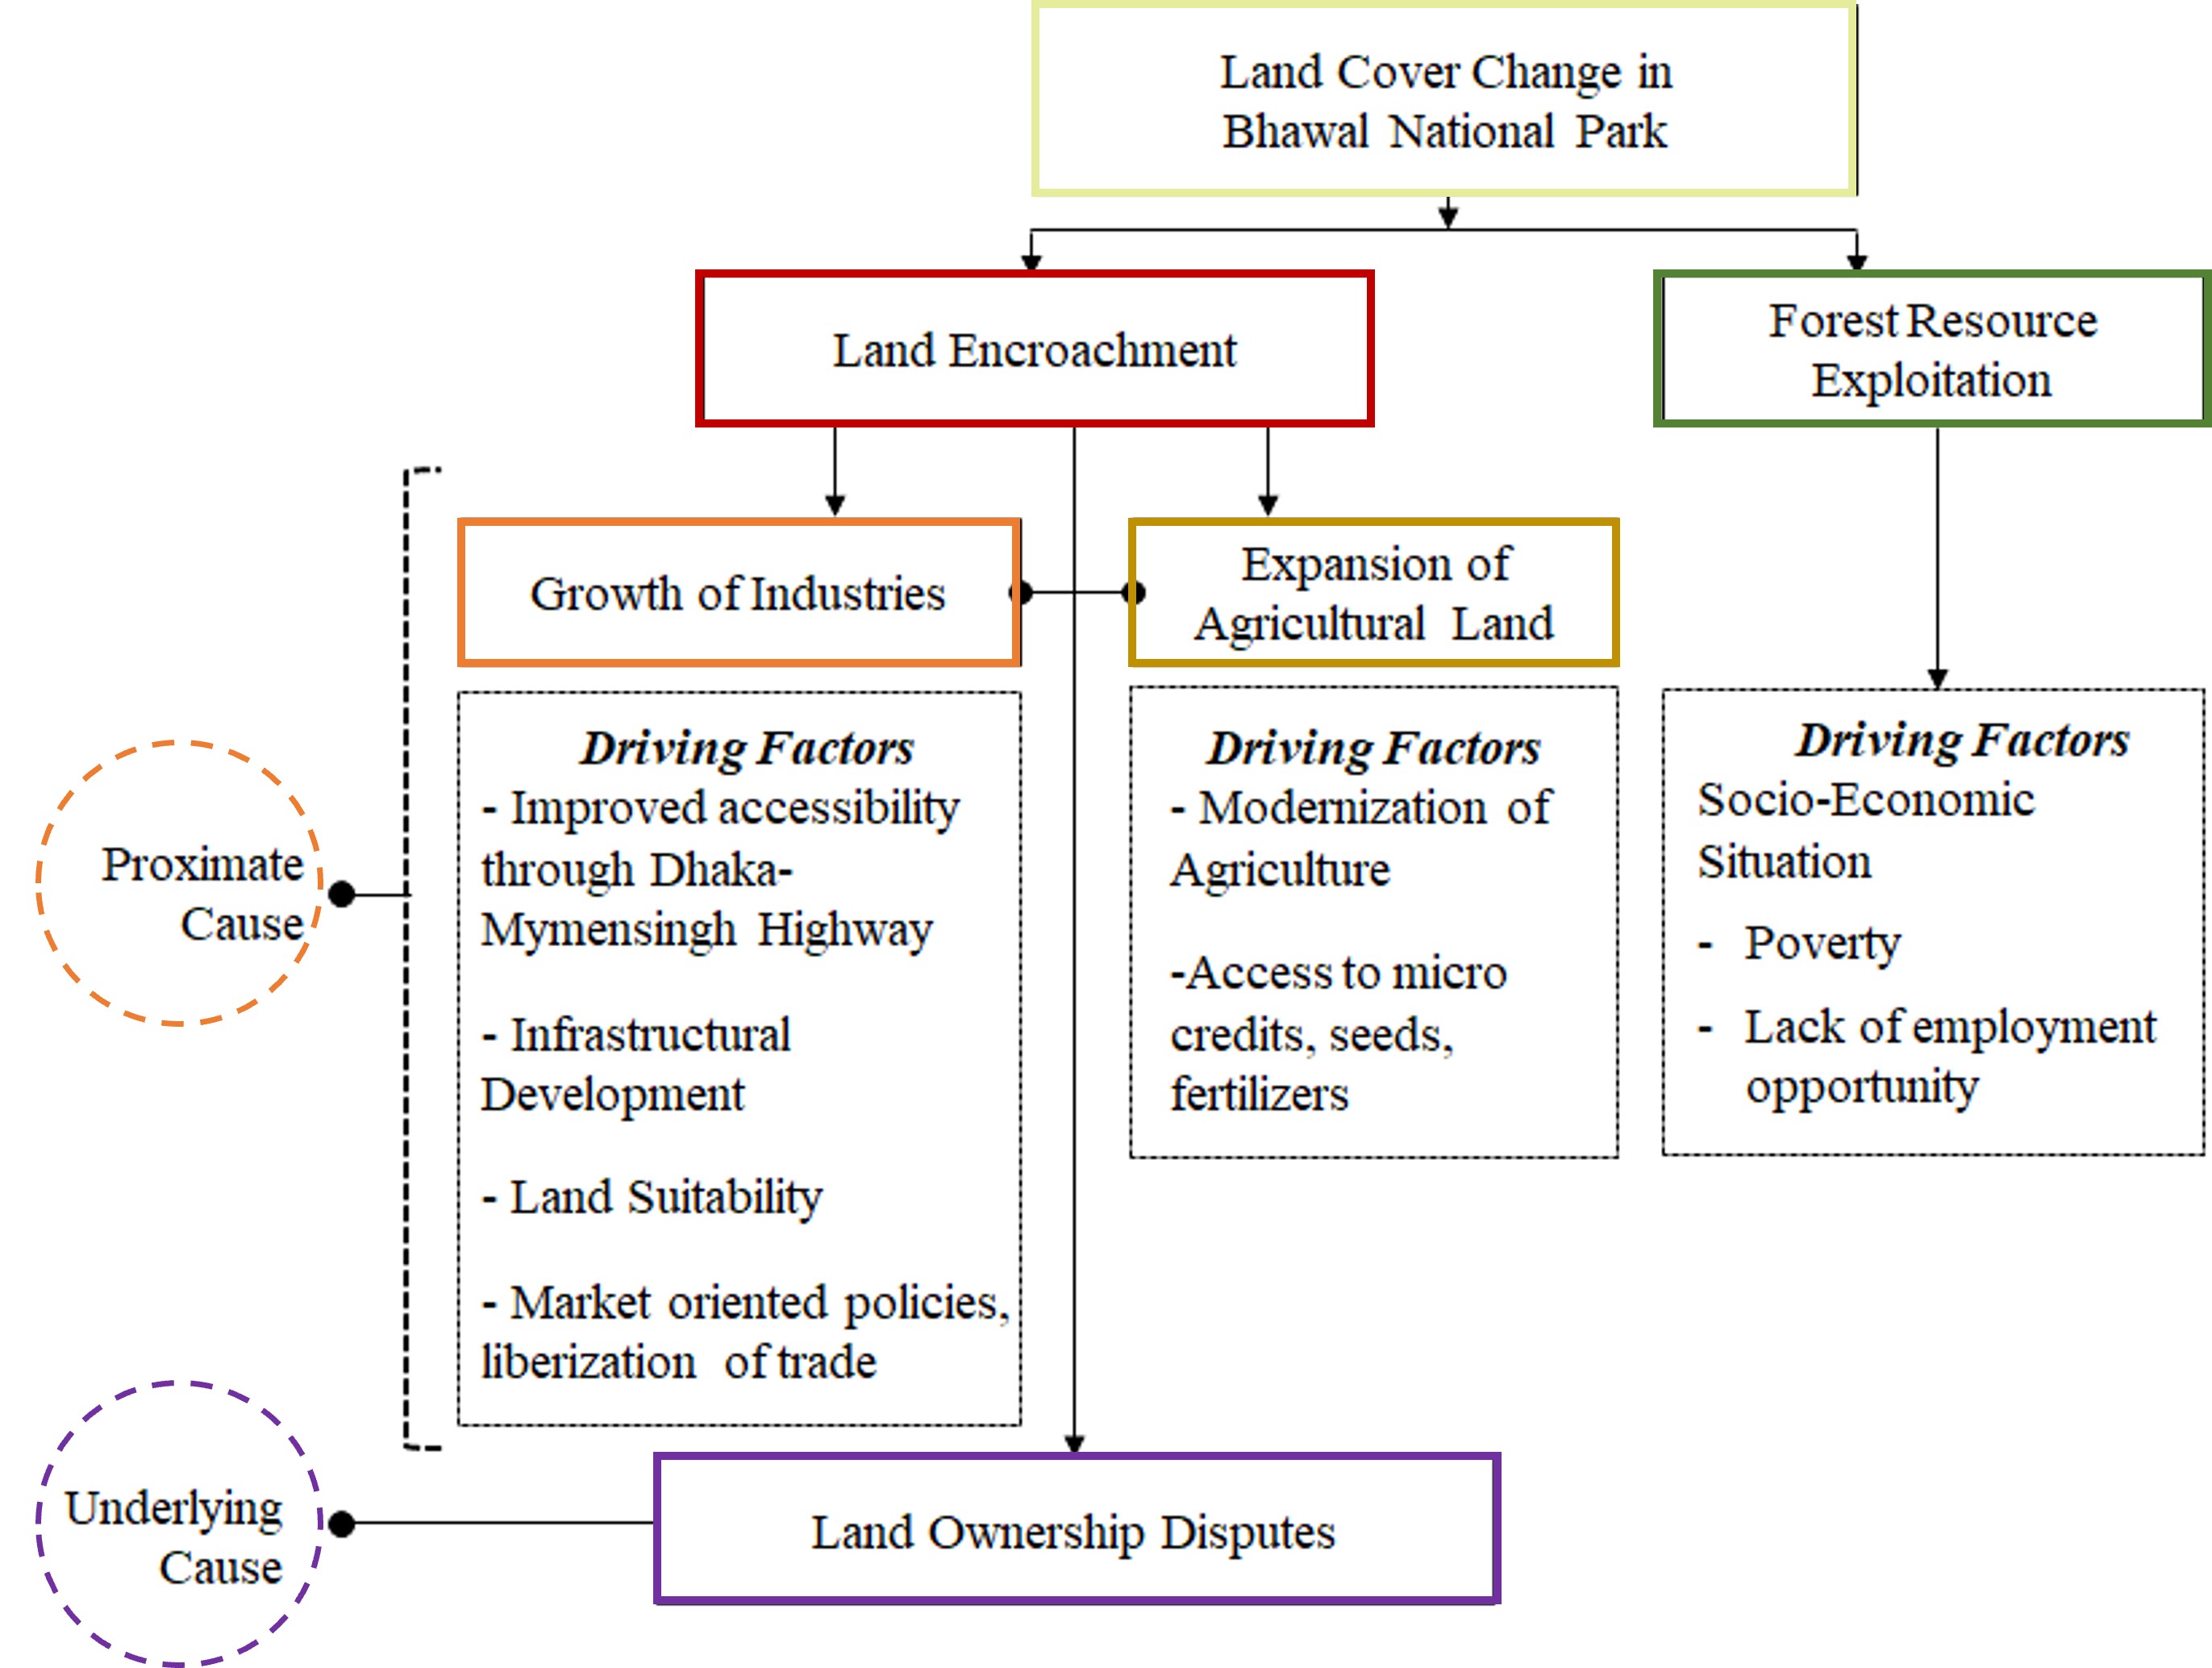 Land Cover Change in
Bhawal National Park
Land Encroachment
Forest Resource
Exploitation
Growth of Industries
Expansion of
Agricultural Land
Driving Factors
- Improved accessibility
through Dhaka-
Mymensingh Highway
- Infrastructural
Development
- Land Suitability
- Market oriented policies,
liberization of trade
Driving Factors
- Modernization of
Agriculture
-Access to micro
credits, seeds,
fertilizers
Driving Factors
Socio-Economic
Situation
- Poverty
- Lack of employment
opportunity
Proximate
Cause
Underlying
Cause
Land Ownership Disputes